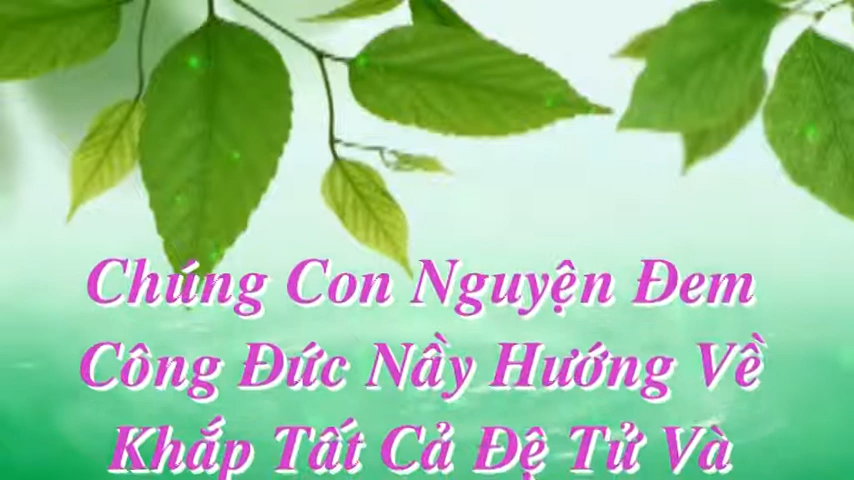 Chúng Con Nguyện Đem
Công Đức Nầy Hướng Về
Khắp Tất Cả Đệ Tử Và